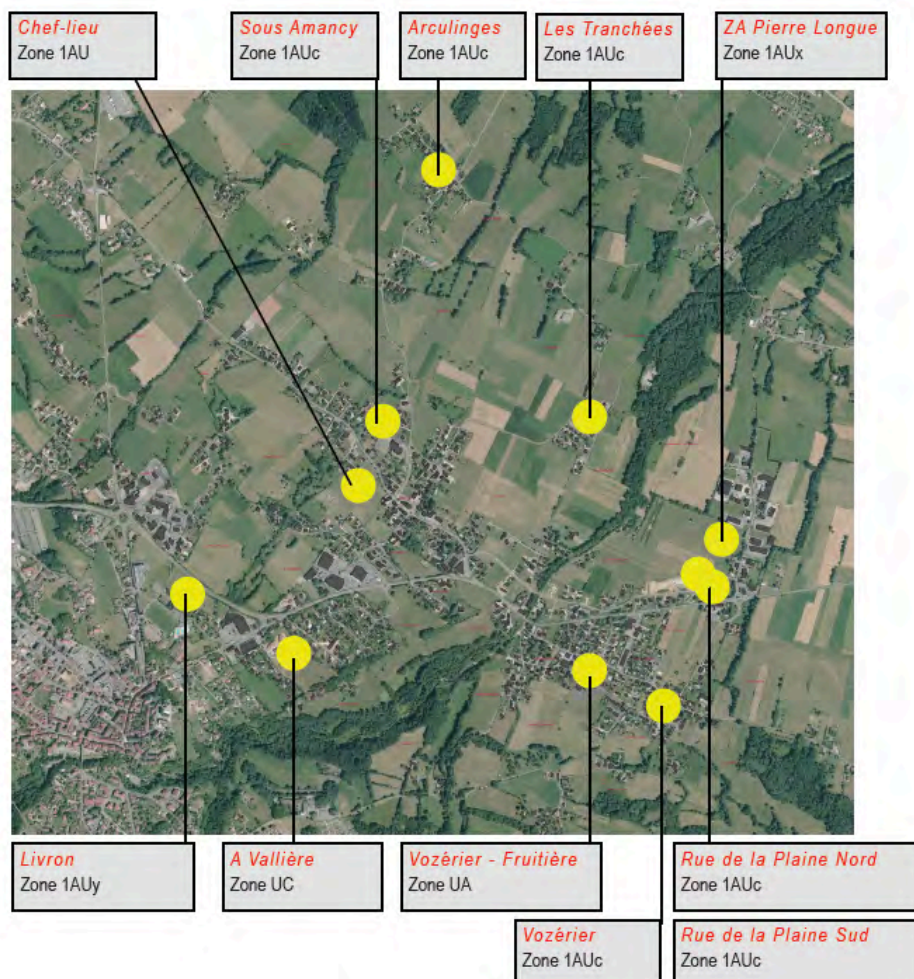 Chef-lieu
Zone 1AU
Sous Amancy
Zone 1AUc
Arculinges
Zone 1AUc
Les Tranchées
Zone 1AUc
ZA Pierre Longue
Zone 1AUx
Livron
Zone 1AUy
A Vallière
Zone UC
Vozérier - Fruitière
Zone UA
Rue de la Plaine Nord
Zone 1AUc
Vozérier
Zone 1AUc
Rue de la Plaine Sud
Zone 1AUc